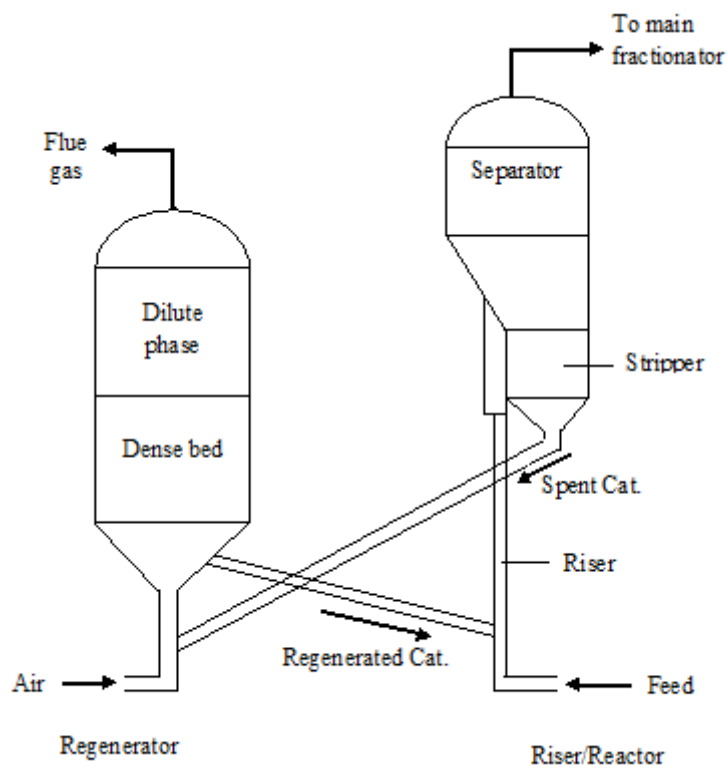 To main
fractionator
Flue
gas
Separator
Dilute
phase
Stripper
Dense bed
Spent Cat.
Riser
Regenerated Cat.
Air
Feed
Regenerator
Riser/Reactor